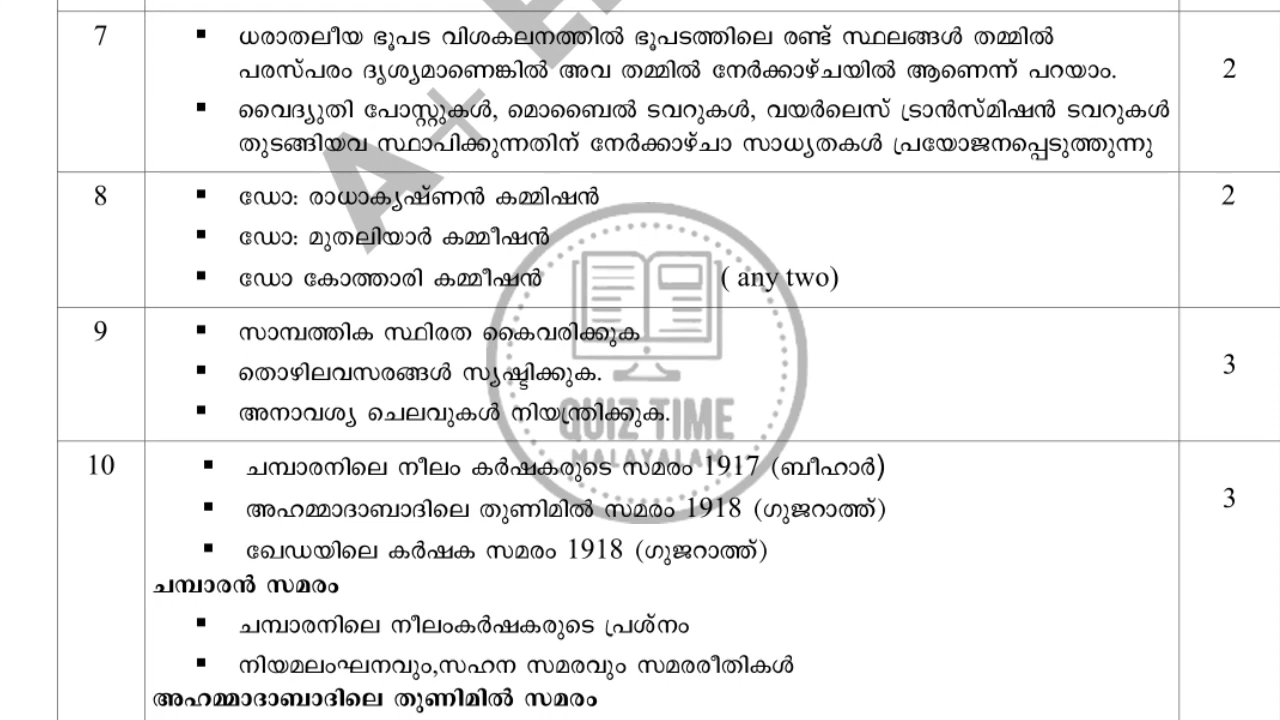 7
▪ ധരാതലീയ ഭൂപട വിശകലനത്തിൽ ഭൂപടത്തിലെ രണ്ട് സ്ഥലങ്ങൾ തമ്മിൽ
പരസ്പരം ദൃശ്യമാണെങ്കിൽ അവ തമ്മിൽ നേർക്കാഴ്ചയിൽ ആണെന്ന് പറയാം.
2
▪ വൈദ്യുതി പോസ്റ്റുകൾ, മൊബൈൽ ടവറുകൾ, വയർലെസ് ട്രാൻസ്മിഷൻ ടവറുകൾ
തുടങ്ങിയവ സ്ഥാപിക്കുന്നതിന് നേർക്കാഴ്ചാ സാധ്യതകൾ പ്രയോജനപ്പെടുത്തുന്നു
A+
8
▪ ഡോ: രാധാകൃഷ്ണൻ കമ്മിഷൻ
2
▪ ഡോ: മുതലിയാർ കമ്മീഷൻ
▪ ഡോ കോത്താരി കമ്മീഷൻ ( any two)
9
▪ സാമ്പത്തിക സ്ഥിരത കൈവരിക്കുക
▪ തൊഴിലവസരങ്ങൾ സൃഷ്ടിക്കുക.
3
▪ അനാവശ്യ ചെലവുകൾ നിയന്ത്രിക്കുക.
QUIZ TIME
MALAYALAM
10
▪ ചമ്പാരനിലെ നീലം കർഷകരുടെ സമരം 1917 (ബീഹാർ)
▪ അഹമ്മാദാബാദിലെ തുണിമിൽ സമരം 1918 (ഗുജറാത്ത്)
3
▪ ഖേഡയിലെ കർഷക സമരം 1918 (ഗുജറാത്ത്)
ചമ്പാരൻ സമരം
▪ ചമ്പാരനിലെ നീലംകർഷകരുടെ പ്രശ്നം
▪ നിയമലംഘനവും,സഹന സമരവും സമരരീതികൾ
അഹമ്മാദാബാദിലെ തുണിമിൽ സമരം